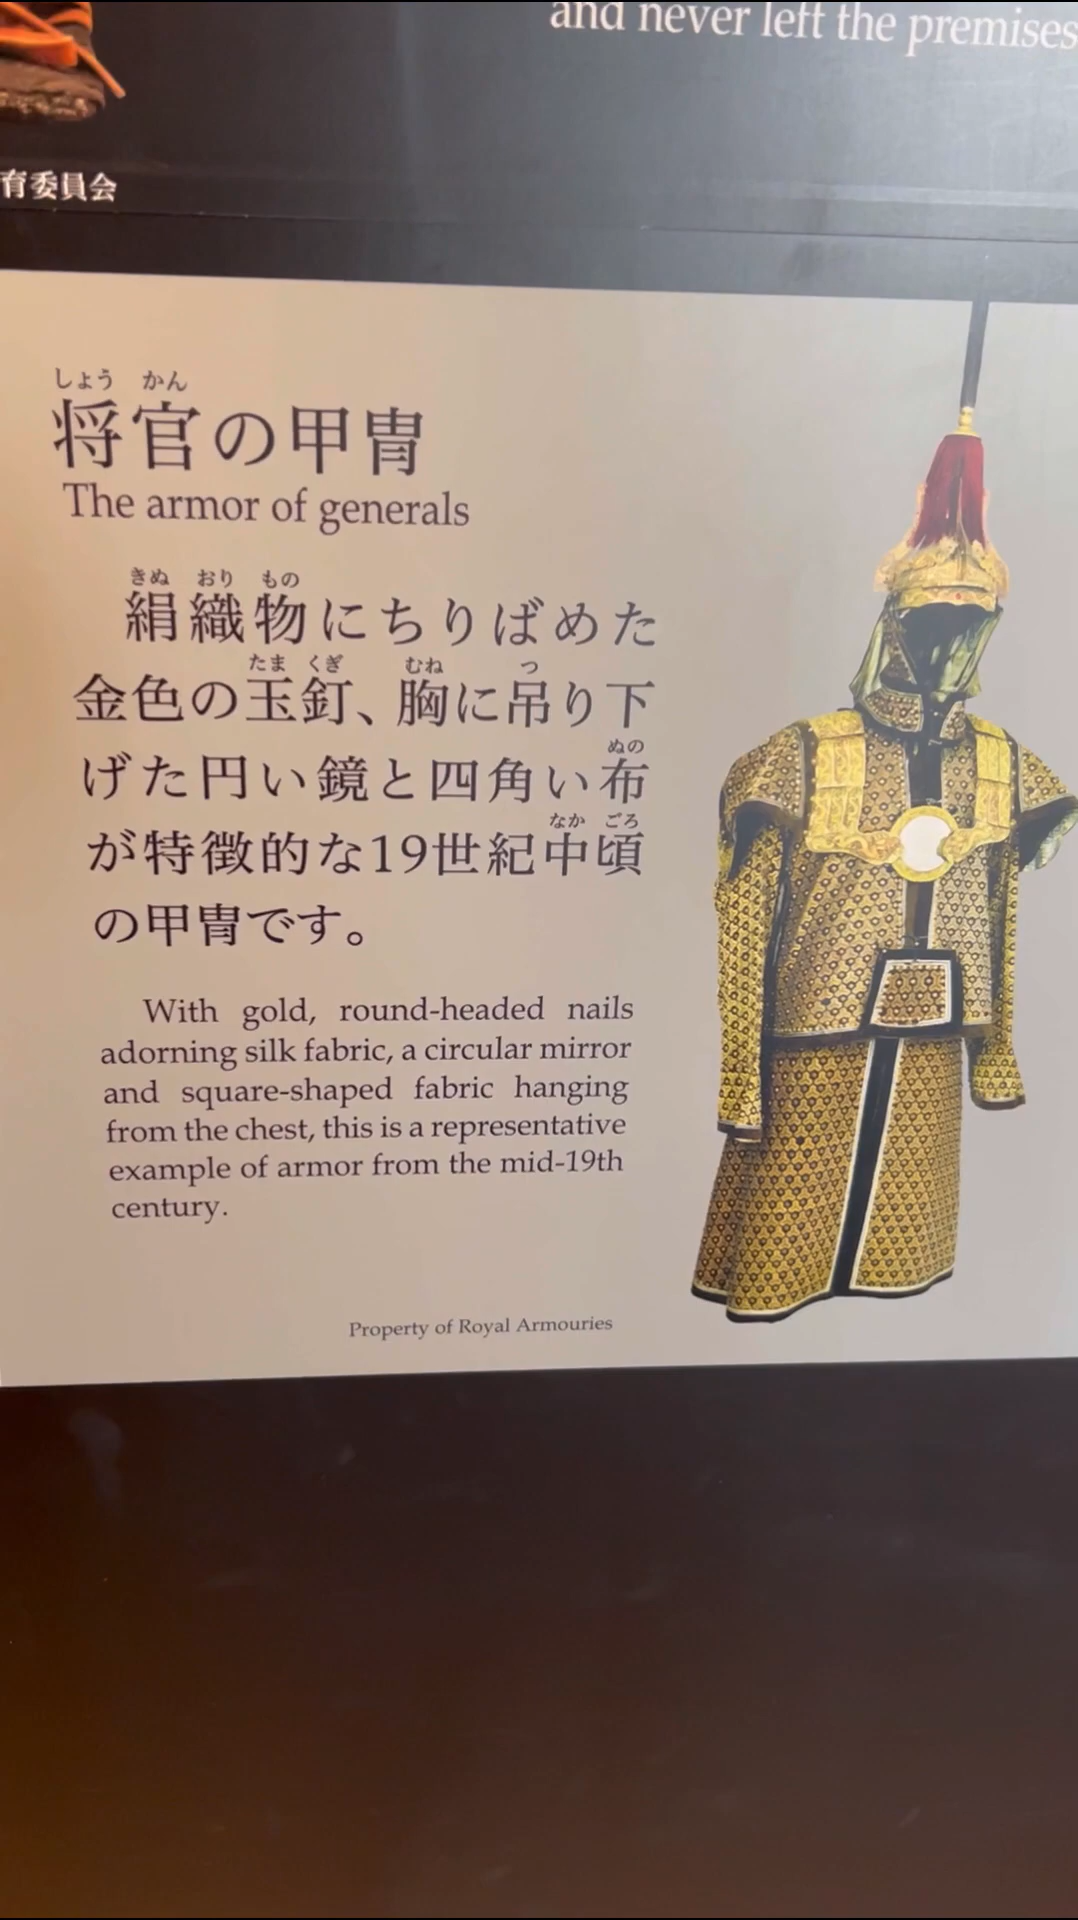 and never left the premises
育委員会
しょう かん
将官の甲冑
The armor of generals
きぬ おり もの
絹織物にちりばめた
たま くぎ むね つ
金色の玉釘、胸に吊り下
ぬの
げた円い鏡と四角い布
なか ごろ
が特徴的な19世紀中頃
の甲冑です。
With gold, round-headed nails
adorning silk fabric, a circular mirror
and square-shaped fabric hanging
from the chest, this is a representative
example of armor from the mid-19th
century.
Property of Royal Armouries